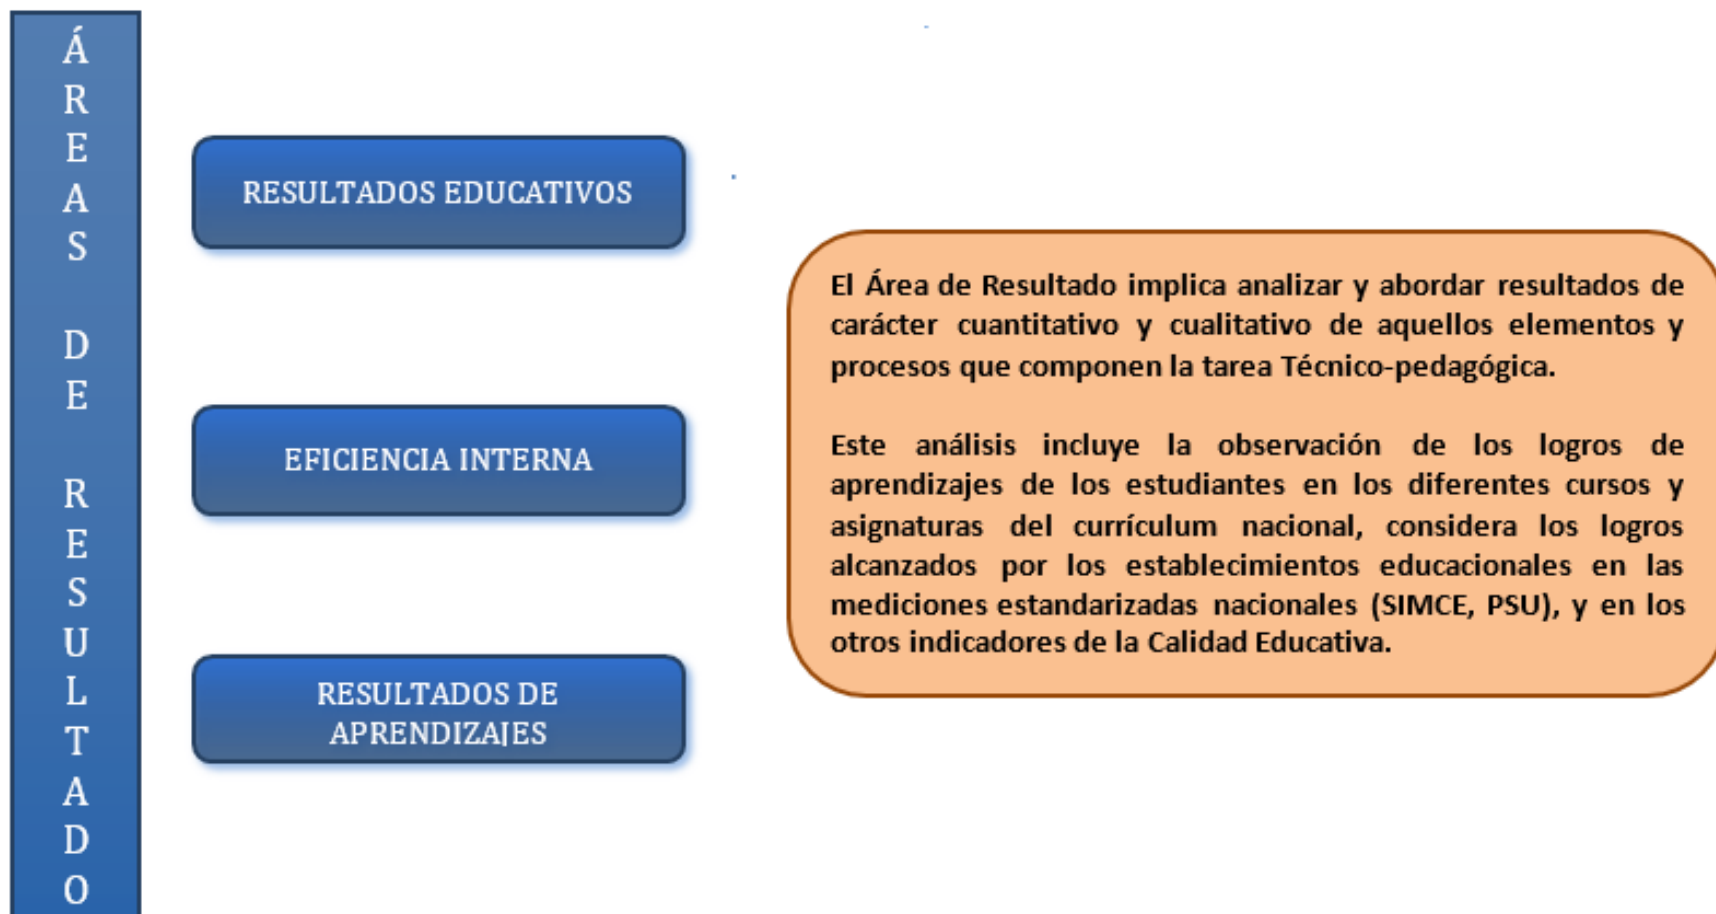 ÁREAS DE RESULTADO
RESULTADOS EDUCATIVOS
EFICIENCIA INTERNA
RESULTADOS DE
APRENDIZAJES
El Área de Resultado implica analizar y abordar resultados de
carácter cuantitativo y cualitativo de aquellos elementos y
procesos que componen la tarea Técnico-pedagógica.
Este análisis incluye la observación de los logros de
aprendizajes de los estudiantes en los diferentes cursos y
asignaturas del currículum nacional, considera los logros
alcanzados por los establecimientos educacionales en las
mediciones estandarizadas nacionales (SIMCE, PSU), y en los
otros indicadores de la Calidad Educativa.